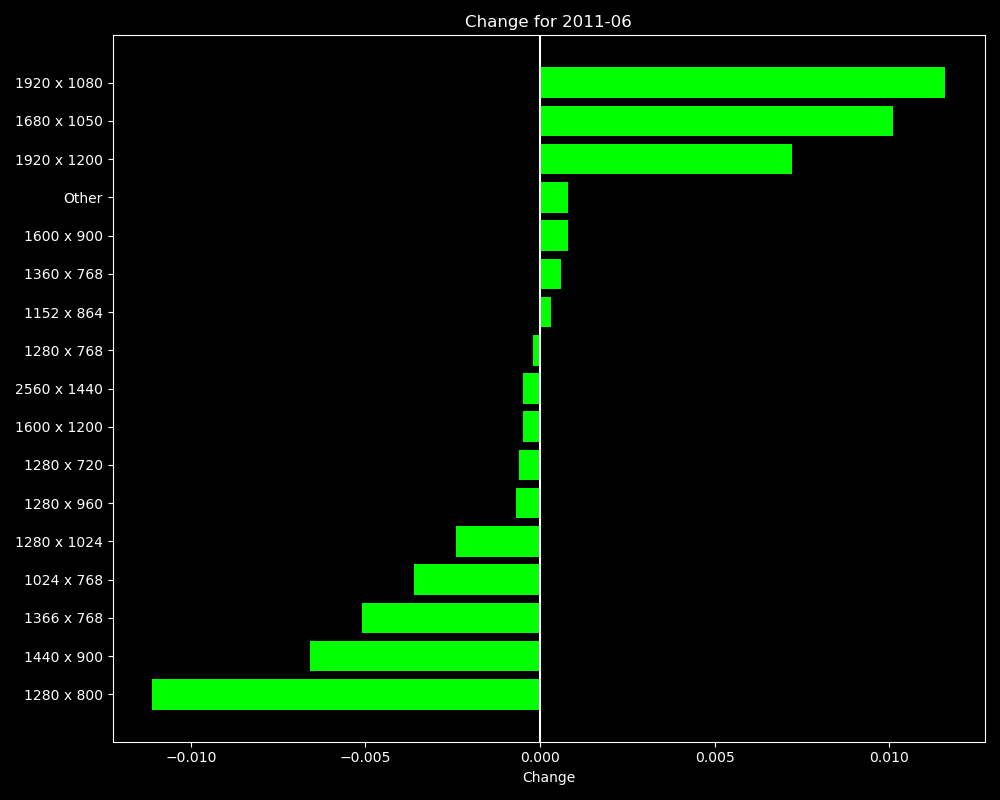 Change for 2011-06
1920 x 1080
1680 x 1050
1920 x 1200
Other
1600 x 900
1360 x 768
1152 x 864
1280 x 768
2560 x 1440
1600 x 1200
1280 x 720
1280 x 960
1280 x 1024
1024 x 768
1366 x 768
1440 x 900
1280 x 800
−0.010 −0.005 0.000 0.005 0.010
Change